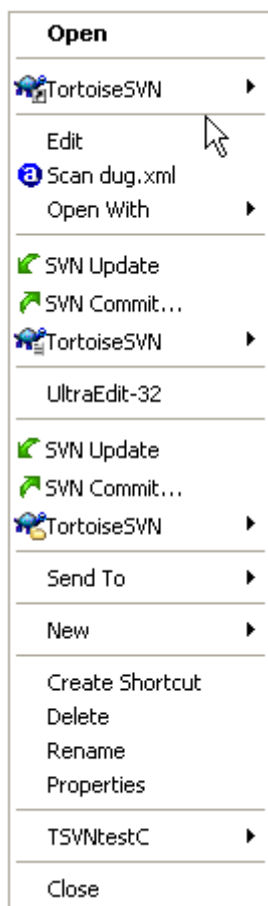 Open
TortoiseSVN
Edit
Scan dug.xml
Open With
SVN Update
SVN Commit...
TortoiseSVN
UltraEdit-32
SVN Update
SVN Commit...
TortoiseSVN
Send To
New
Create Shortcut
Delete
Rename
Properties
TSVNtestC
Close